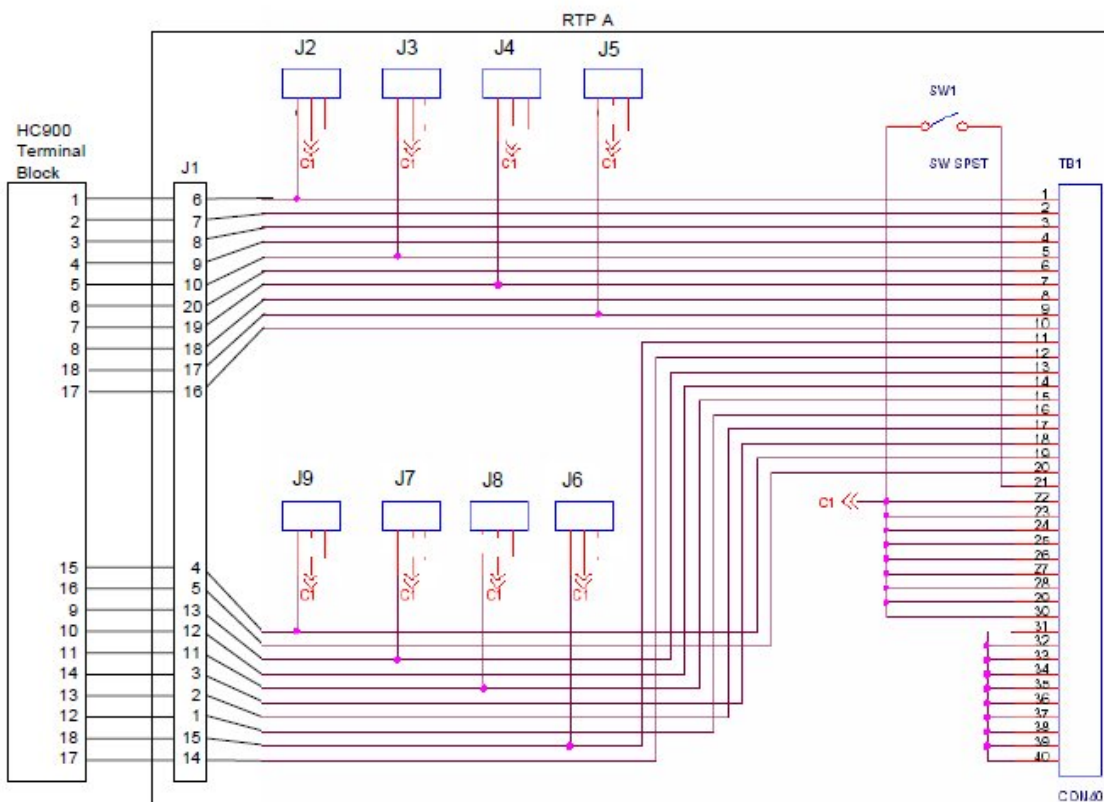 RTP A
J2 J3 J4 J5
SW1
HC900
Terminal
Block
J1
C1 C1 C1 C1
SW SPST
TB1
1 6 1
2 7 2
3 8 3
4 9 4
5 10 5
6 20 6
7 19 7
8 18 8
18 17 9
17 16 10
11
12
13
14
15
16
17
18
19
20
21
J9 J7 J8 J6
C1 22
23
24
25
26
27
28
29
30
C1 C1 C1 C1
15 4
16 5
9 13
10 12 31
11 11 32
14 3 33
13 2 34
12 1 35
18 15 36
17 14 37
38
39
40
CON40